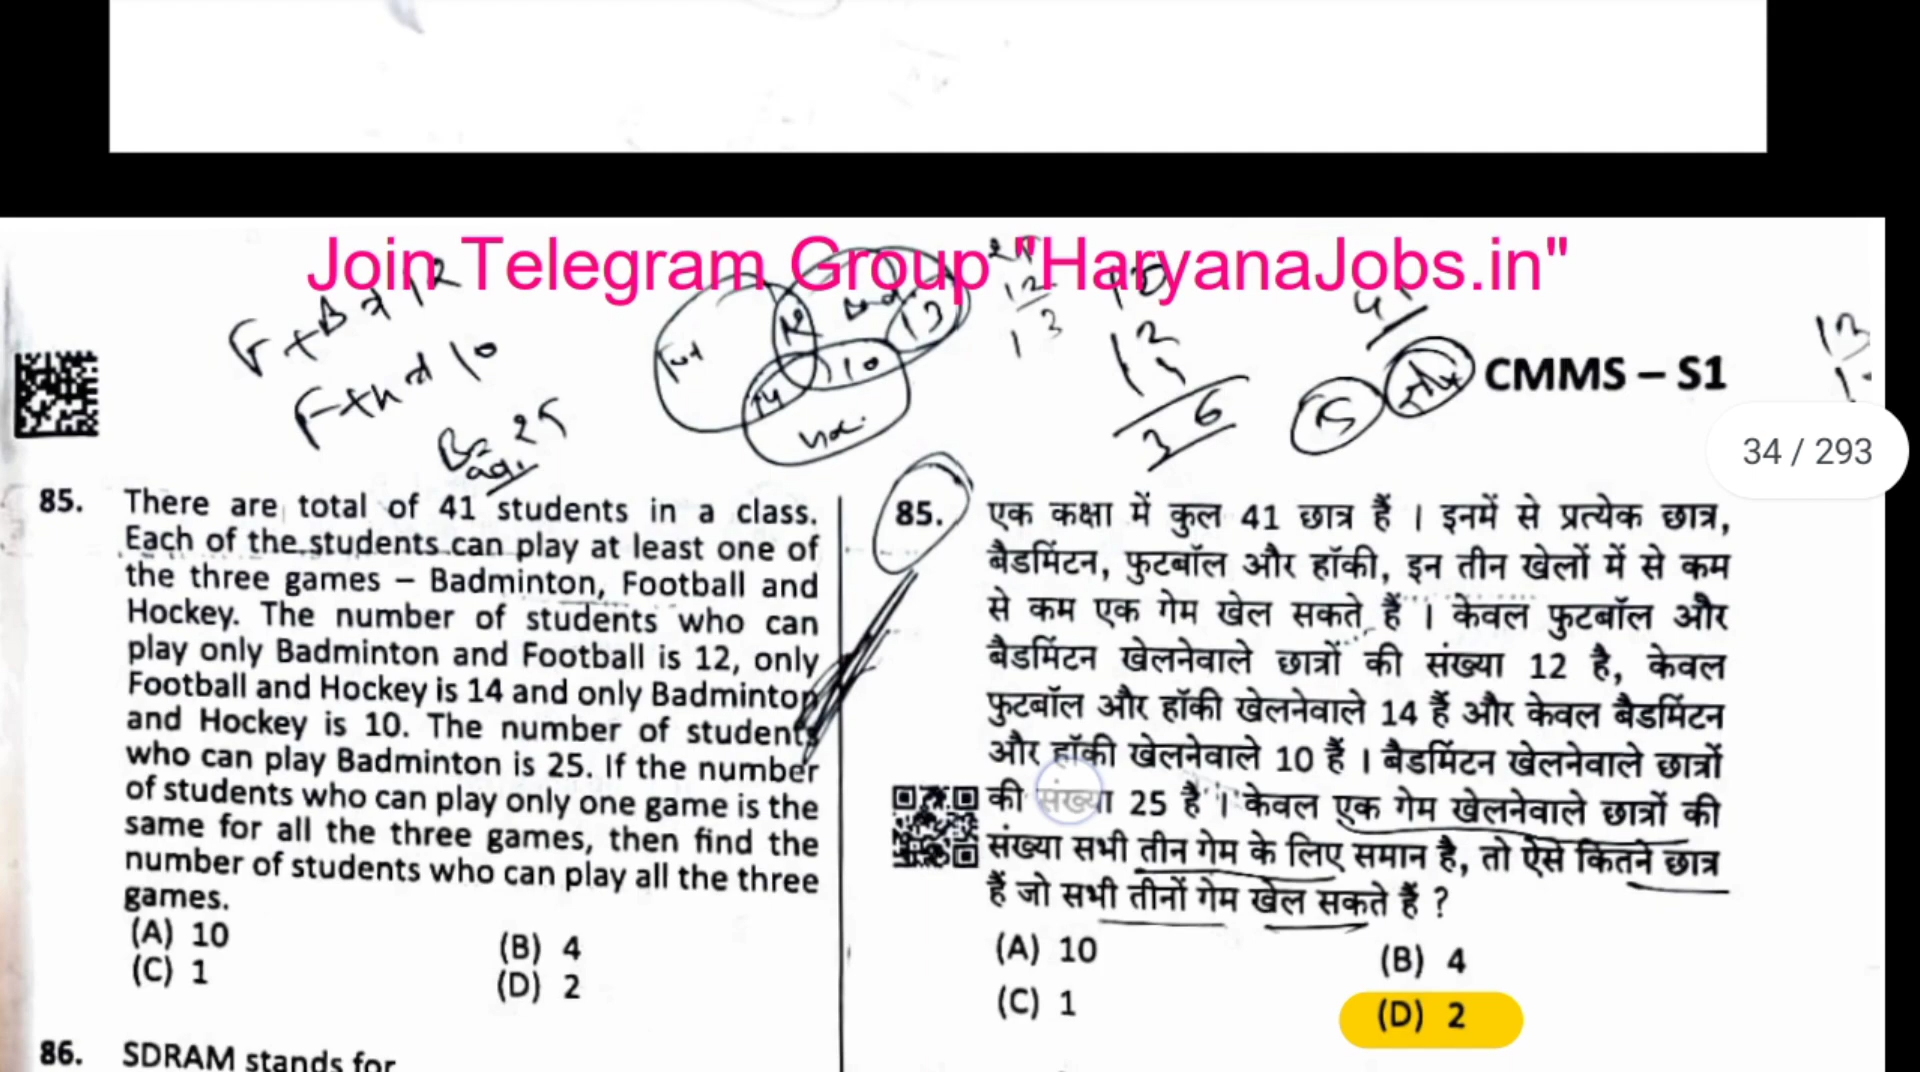 Join Telegram Group "HaryanaJobs.in"
F+B → 12
F+H → 10
B= 25
12
13
10
36
41
CMMS – S1
34 / 293
85. There are total of 41 students in a class.
Each of the students can play at least one of
the three games – Badminton, Football and
Hockey. The number of students who can
play only Badminton and Football is 12, only
Football and Hockey is 14 and only Badminton
and Hockey is 10. The number of students
who can play Badminton is 25. If the number
of students who can play only one game is the
same for all the three games, then find the
number of students who can play all the three
games.
(A) 10
(B) 4
(C) 1
(D) 2
86. SDRAM stands for
85. एक कक्षा में कुल 41 छात्र हैं । इनमें से प्रत्येक छात्र,
बैडमिंटन, फुटबॉल और हॉकी, इन तीन खेलों में से कम
से कम एक गेम खेल सकते हैं । केवल फुटबॉल और
बैडमिंटन खेलनेवाले छात्रों की संख्या 12 है, केवल
फुटबॉल और हॉकी खेलनेवाले 14 हैं और केवल बैडमिंटन
और हॉकी खेलनेवाले 10 हैं । बैडमिंटन खेलनेवाले छात्रों
की संख्या 25 है । केवल एक गेम खेलनेवाले छात्रों की
संख्या सभी तीन गेम के लिए समान है, तो ऐसे कितने छात्र
हैं जो सभी तीनों गेम खेल सकते हैं ?
(A) 10
(B) 4
(C) 1
(D) 2